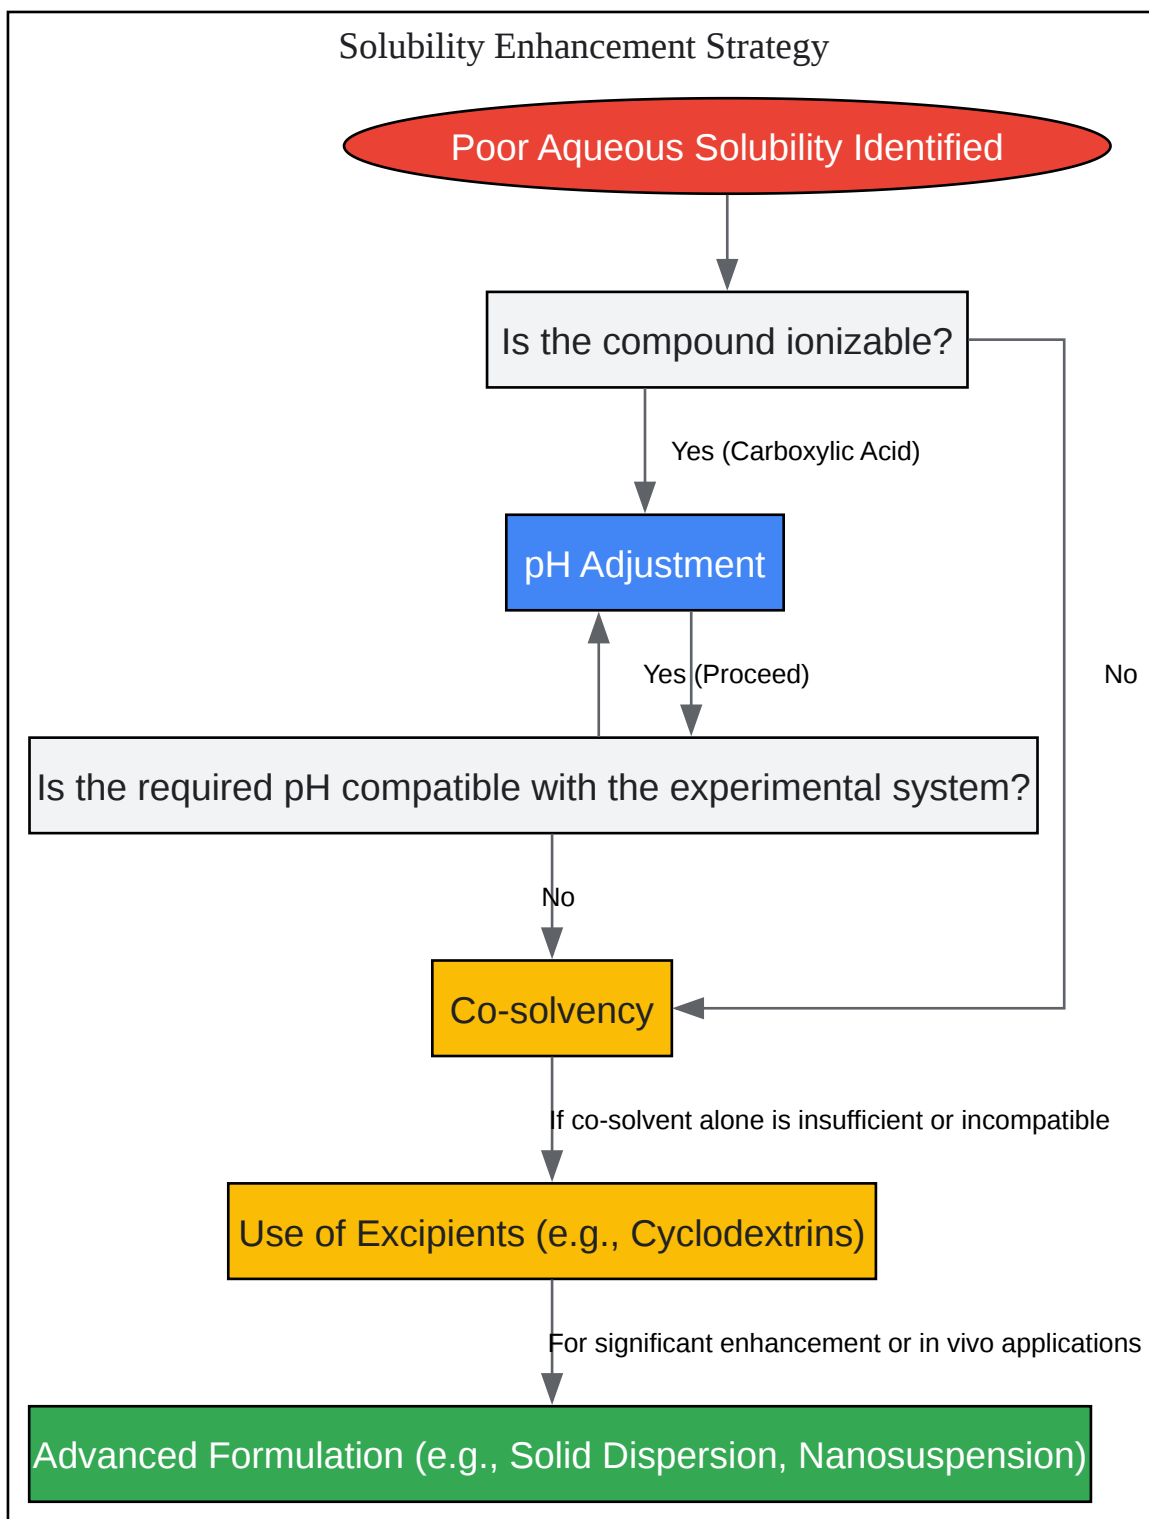 Solubility Enhancement Strategy
Poor Aqueous Solubility Identified
Is the compound ionizable?
Yes (Carboxylic Acid)
pH Adjustment
Yes (Proceed)
No
Is the required pH compatible with the experimental system?
No
Co-solvency
If co-solvent alone is insufficient or incompatible
Use of Excipients (e.g., Cyclodextrins)
For significant enhancement or in vivo applications
Advanced Formulation (e.g., Solid Dispersion, Nanosuspension)